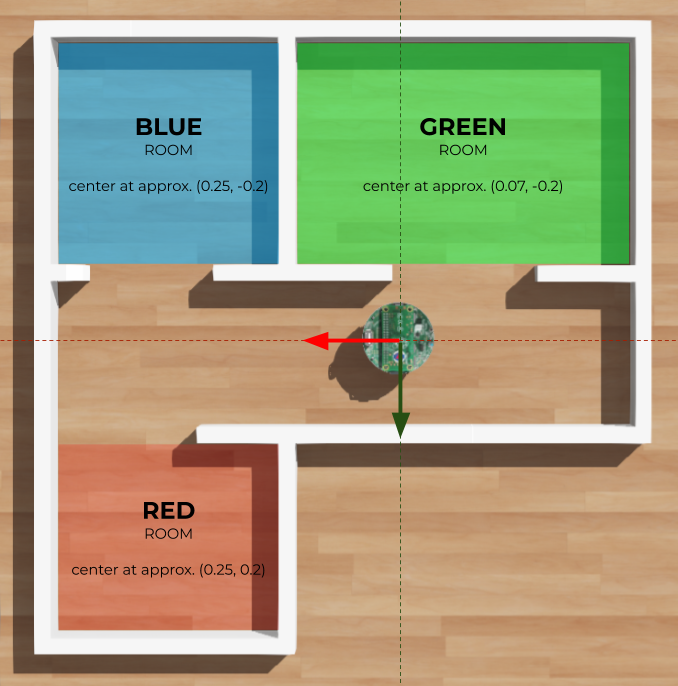 BLUE
ROOM
center at approx. (0.25, -0.2)
GREEN
ROOM
center at approx. (0.07, -0.2)
RED
ROOM
center at approx. (0.25, 0.2)